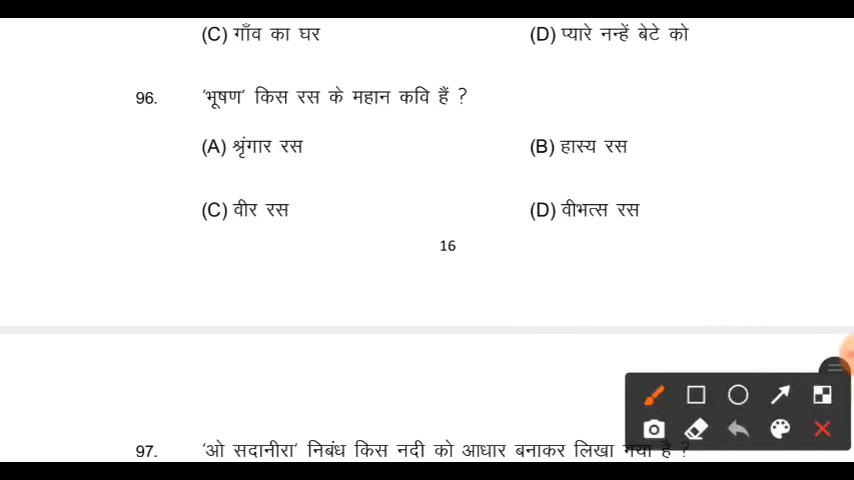 (C) गाँव का घर (D) प्यारे नन्हें बेटे को
96. 'भूषण' किस रस के महान कवि हैं ?
(A) श्रृंगार रस (B) हास्य रस
(C) वीर रस (D) वीभत्स रस
16
97. 'ओ सदानीरा' निबंध किस नदी को आधार बनाकर लिखा गया है ?